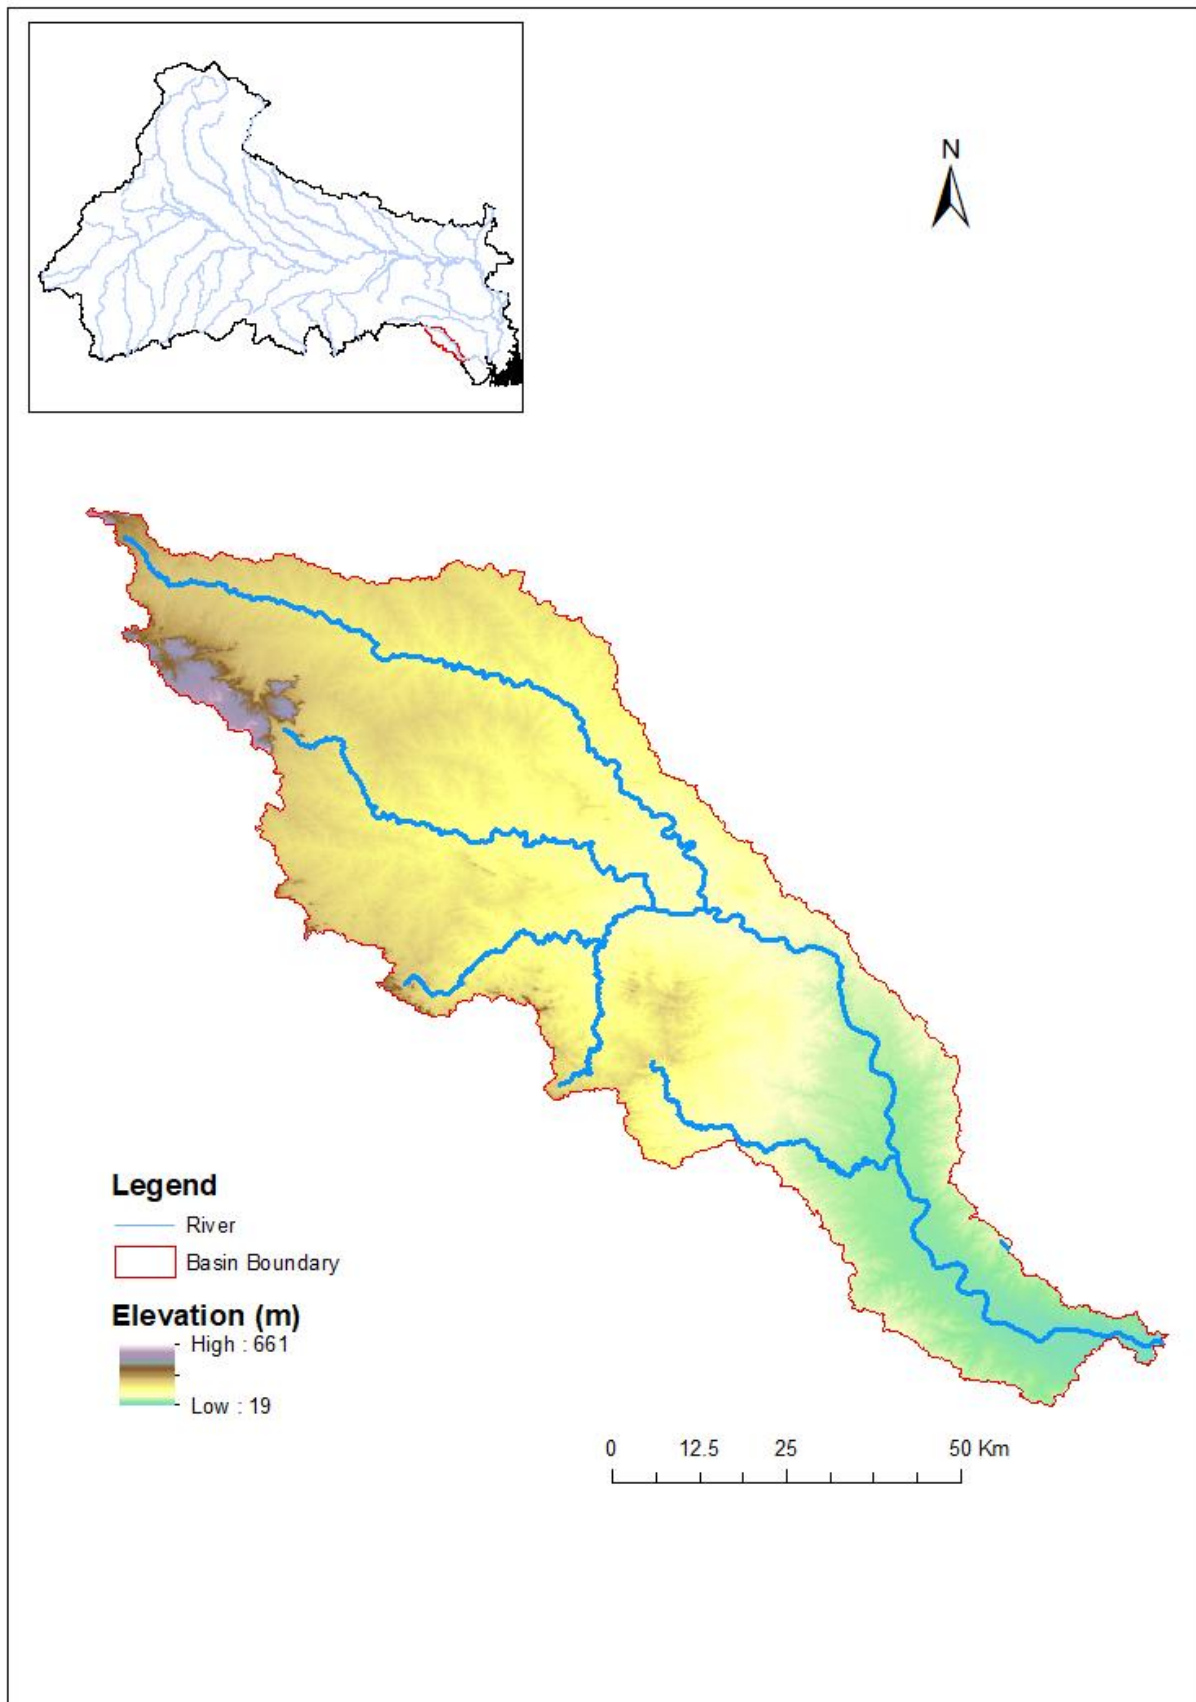 N
Legend
River
Basin Boundary
Elevation (m)
High : 661
Low : 19
0 12.5 25 50 Km